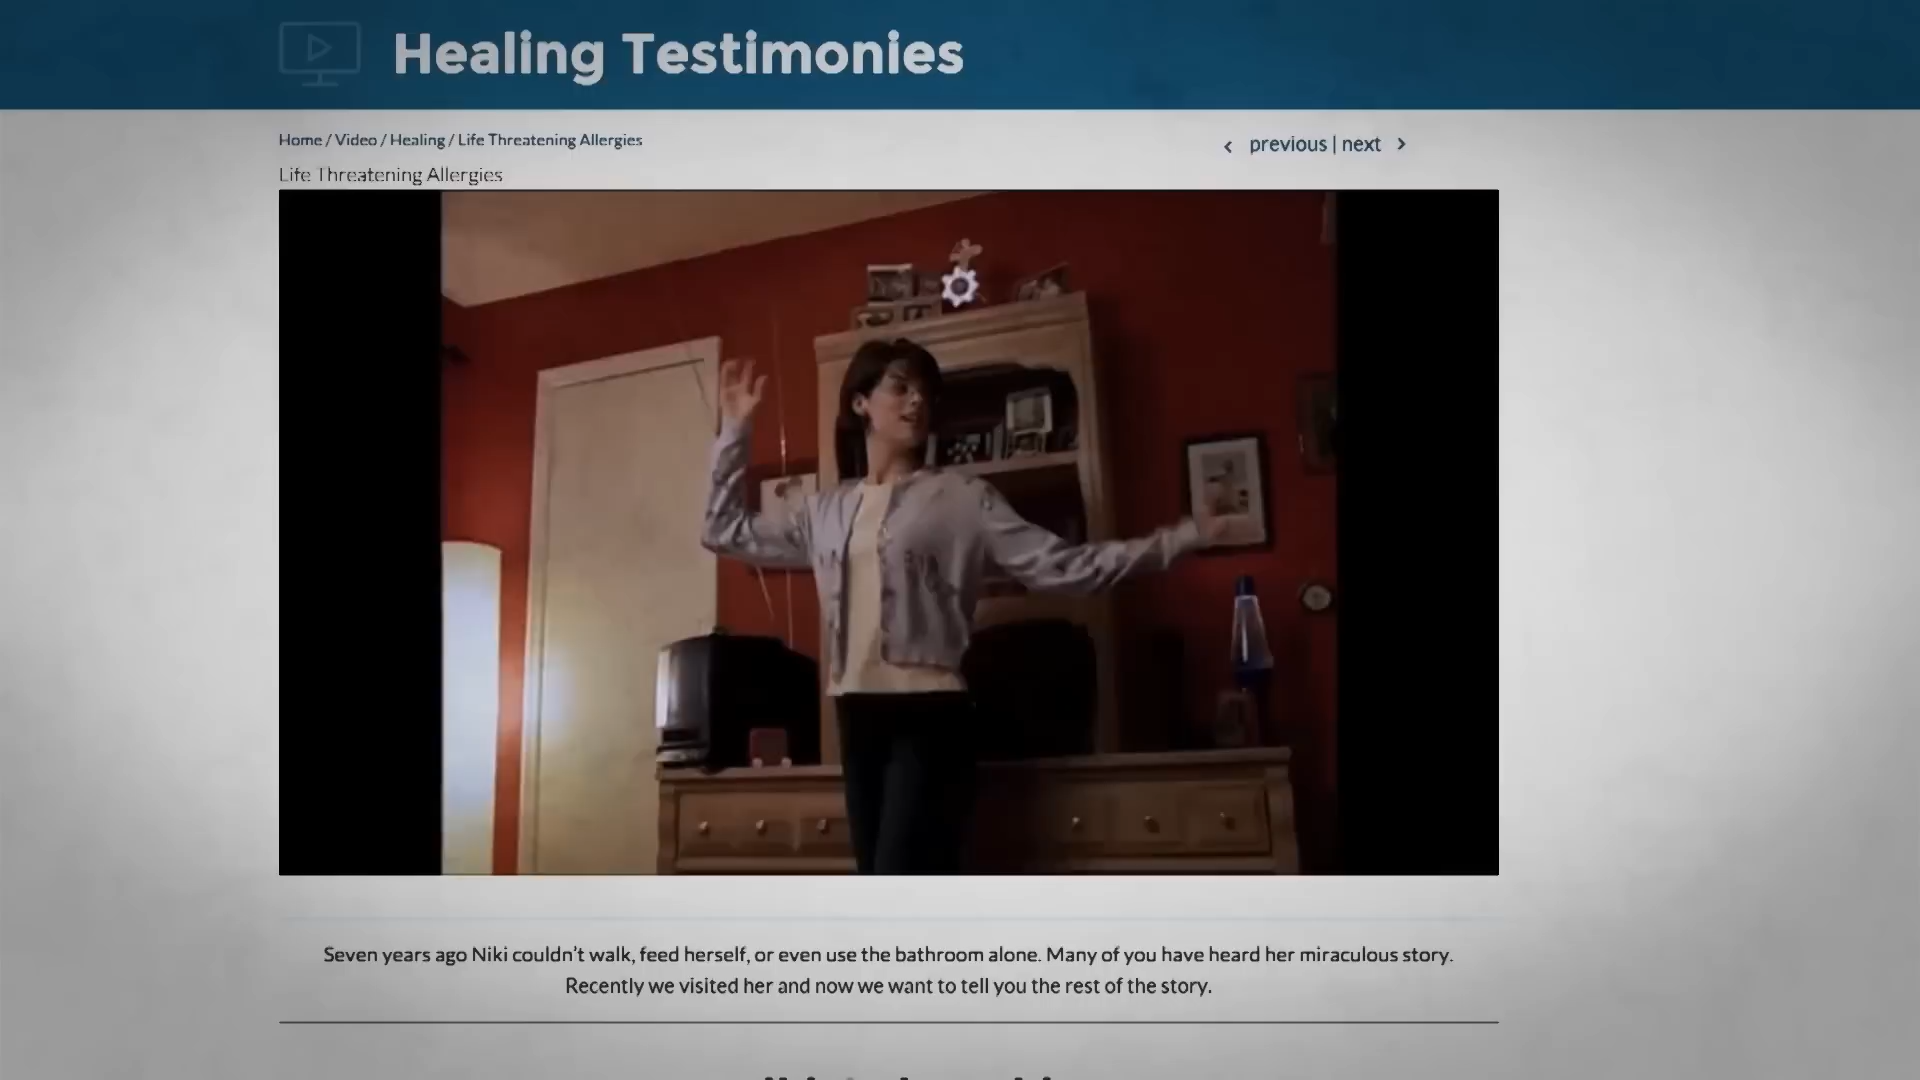 Healing Testimonies
Home / Video / Healing / Life Threatening Allergies
‹ previous | next ›
Life Threatening Allergies
Seven years ago Niki couldn't walk, feed herself, or even use the bathroom alone. Many of you have heard her miraculous story.
Recently we visited her and now we want to tell you the rest of the story.